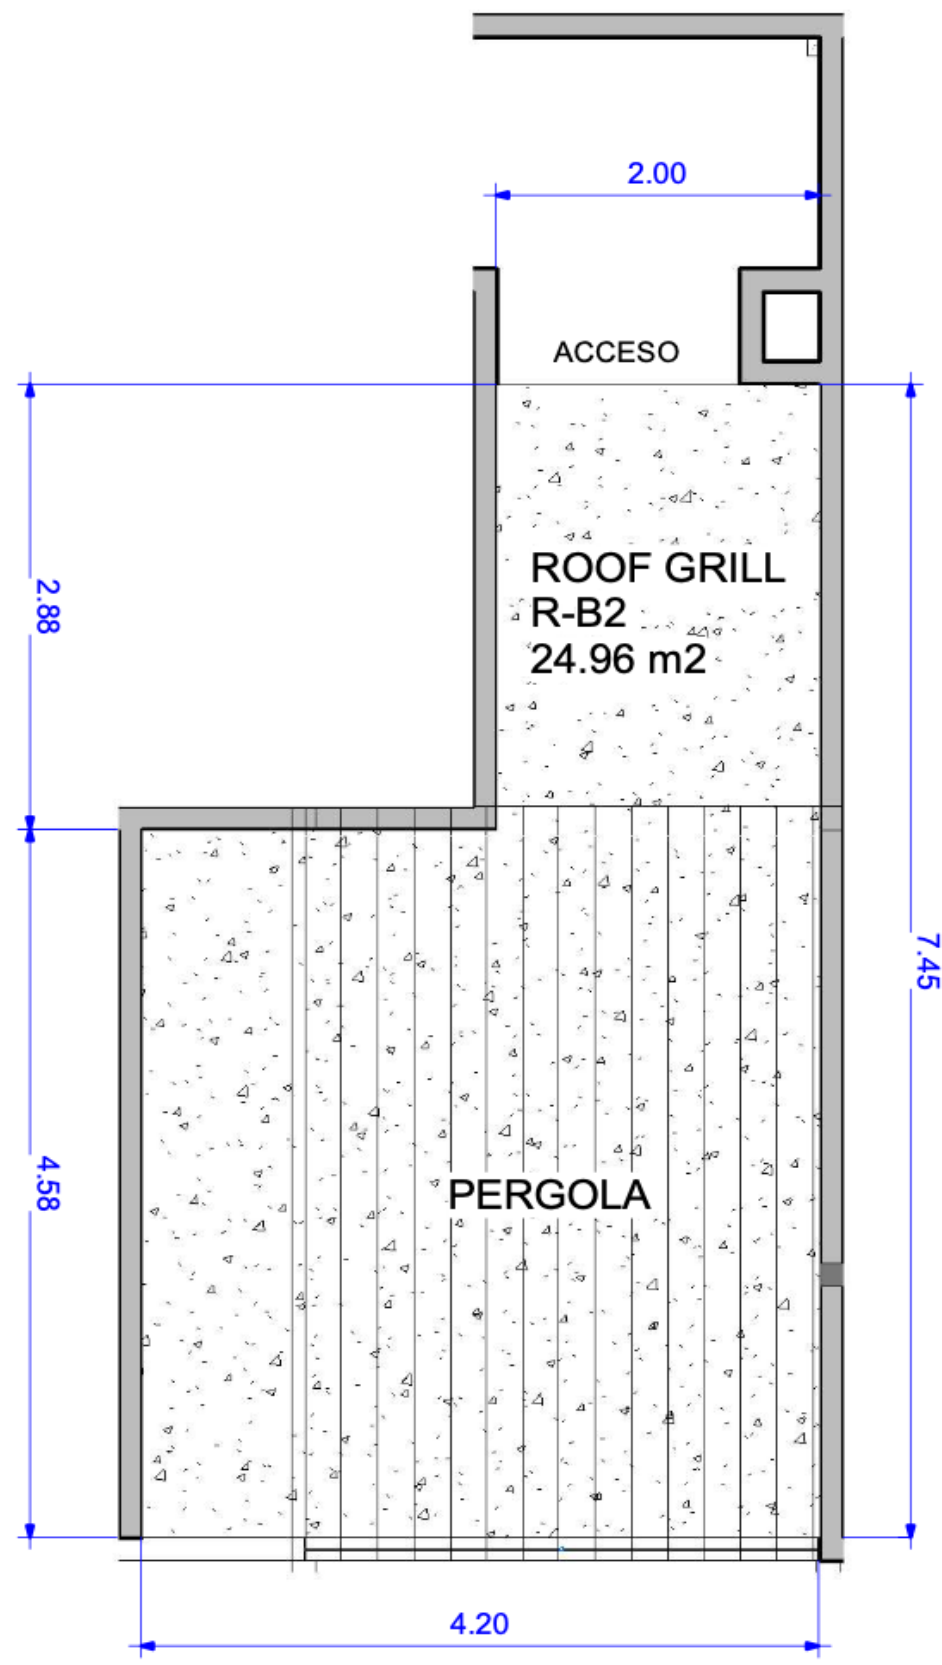 2.00
ACCESO
2.88
ROOF GRILL
R-B2
24.96 m2
7.45
4.58
PERGOLA
4.20